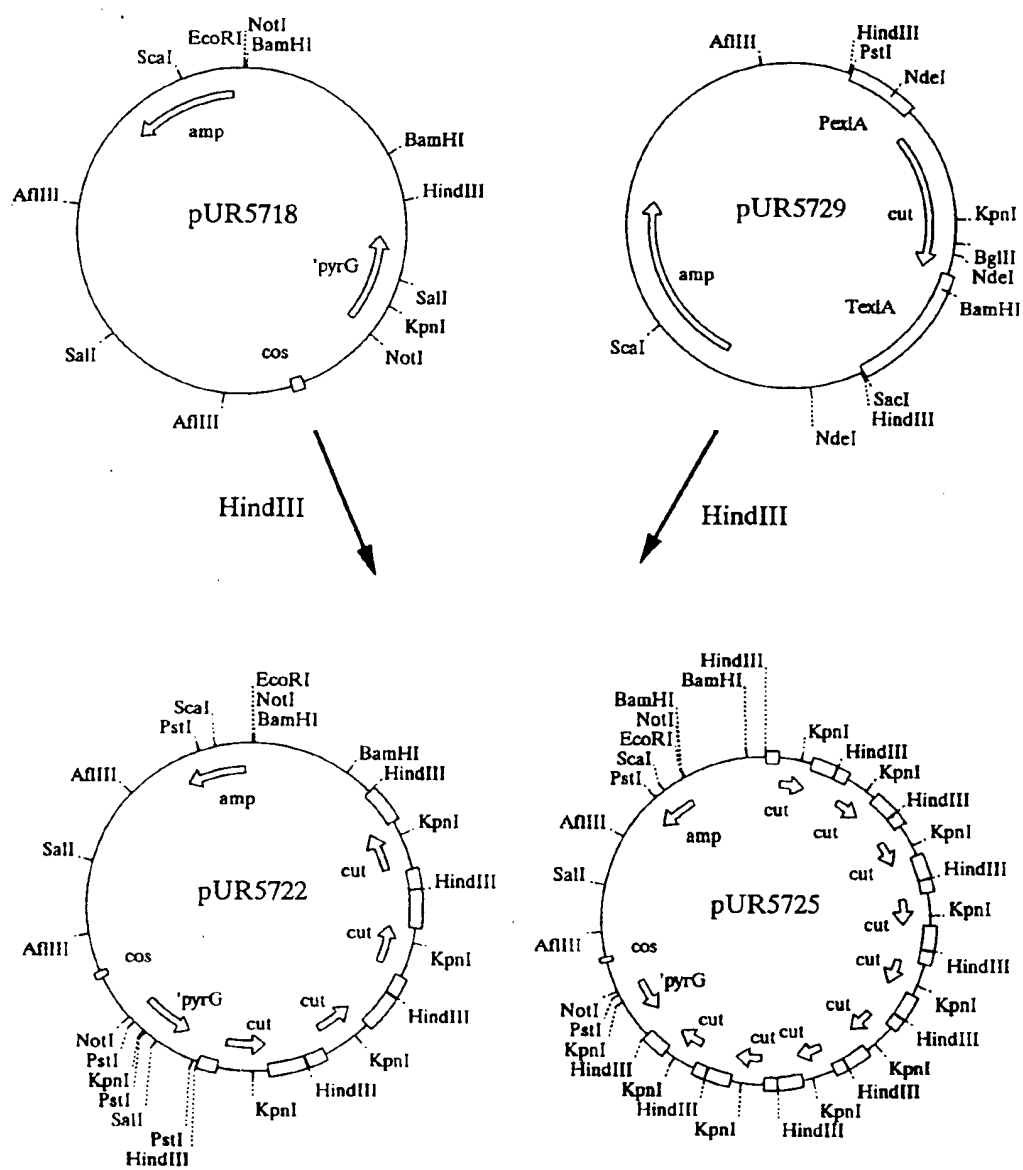 NotI
EcoRI
BamHI
ScaI
amp
BamHI
HindIII
AflIII
pUR5718
'pyrG
SalI
KpnI
NotI
SalI
cos
AflIII
HindIII
PstI
AflIII
NdeI
PexlA
pUR5729
cut
KpnI
BglII
NdeI
BamHI
TexlA
amp
ScaI
SacI
HindIII
NdeI
HindIII
HindIII
EcoRI
NotI
BamHI
ScaI
PstI
BamHI
HindIII
AflIII
amp
KpnI
SalI
cut
HindIII
pUR5722
cut
KpnI
AflIII
cos
'pyrG
cut
cut
HindIII
NotI
PstI
KpnI
PstI
SalI
KpnI
HindIII
KpnI
PstI
HindIII
HindIII
BamHI
BamHI
NotI
EcoRI
ScaI
PstI
KpnI
HindIII
KpnI
HindIII
AflIII
amp
cut
cut
KpnI
SalI
cut
HindIII
pUR5725
cut
KpnI
AflIII
cos
cut
HindIII
'pyrG
cut
KpnI
NotI
PstI
KpnI
HindIII
cut
cut
cut
HindIII
KpnI
KpnI
HindIII
HindIII
KpnI
KpnI
HindIII